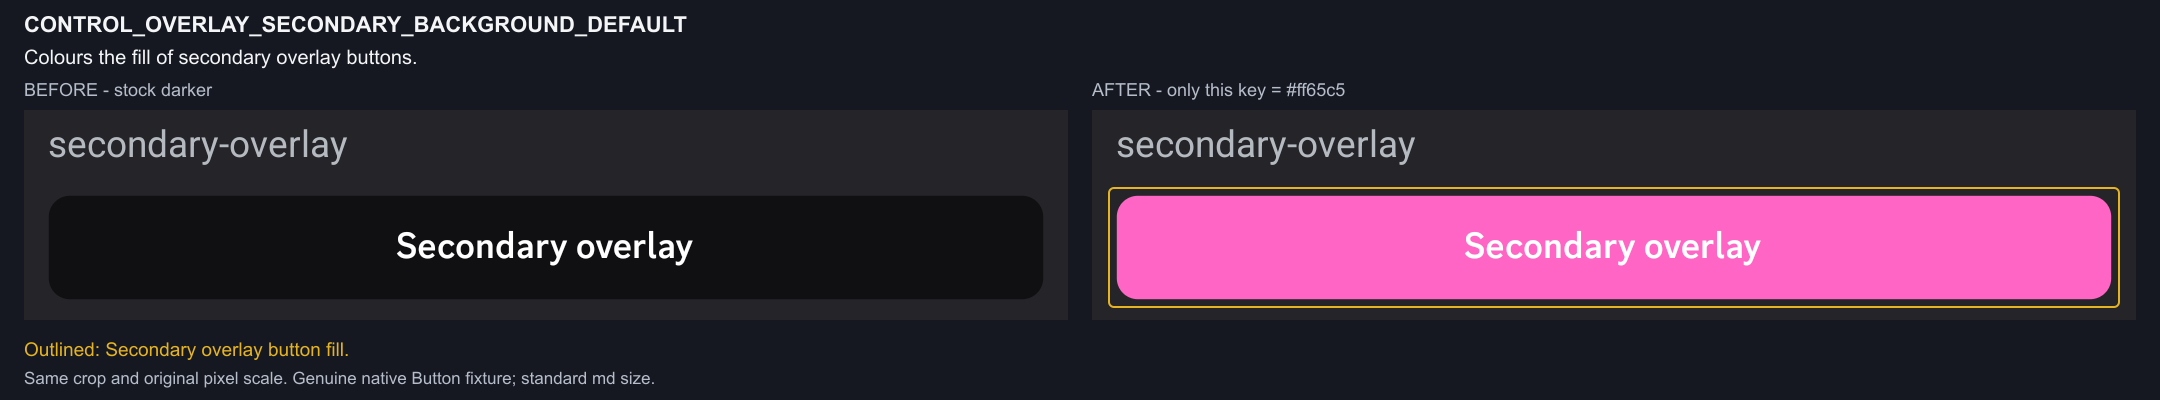 CONTROL_OVERLAY_SECONDARY_BACKGROUND_DEFAULT
Colours the fill of secondary overlay buttons.
BEFORE - stock darker
AFTER - only this key = #ff65c5
secondary-overlay
secondary-overlay
Secondary overlay
Secondary overlay
Outlined: Secondary overlay button fill.
Same crop and original pixel scale. Genuine native Button fixture; standard md size.